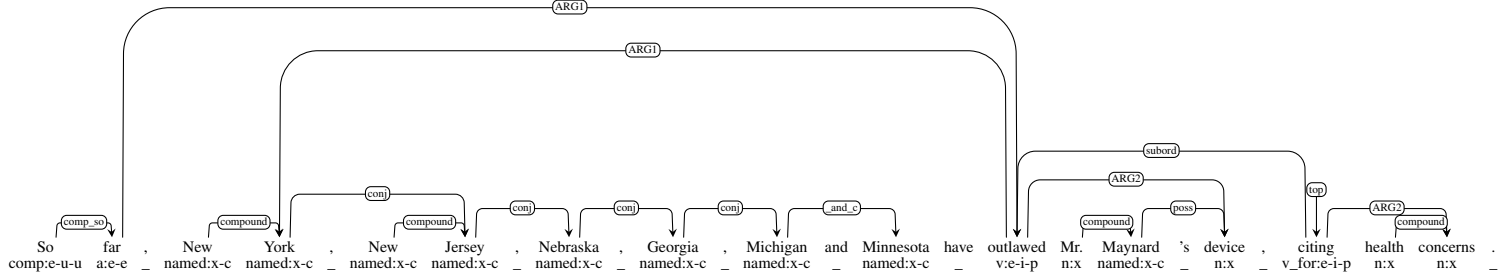 ARG1
ARG1
subord
ARG2 top
conj poss ARG2
comp_so compound compound conj conj conj _and_c compound compound
So far , New York , New Jersey , Nebraska , Georgia , Michigan and Minnesota have outlawed Mr. Maynard 's device , citing health concerns .
comp:e-u-u a:e-e _ named:x-c named:x-c _ named:x-c named:x-c _ named:x-c _ named:x-c _ named:x-c _ named:x-c _ v:e-i-p n:x named:x-c _ n:x _ v_for:e-i-p n:x n:x _